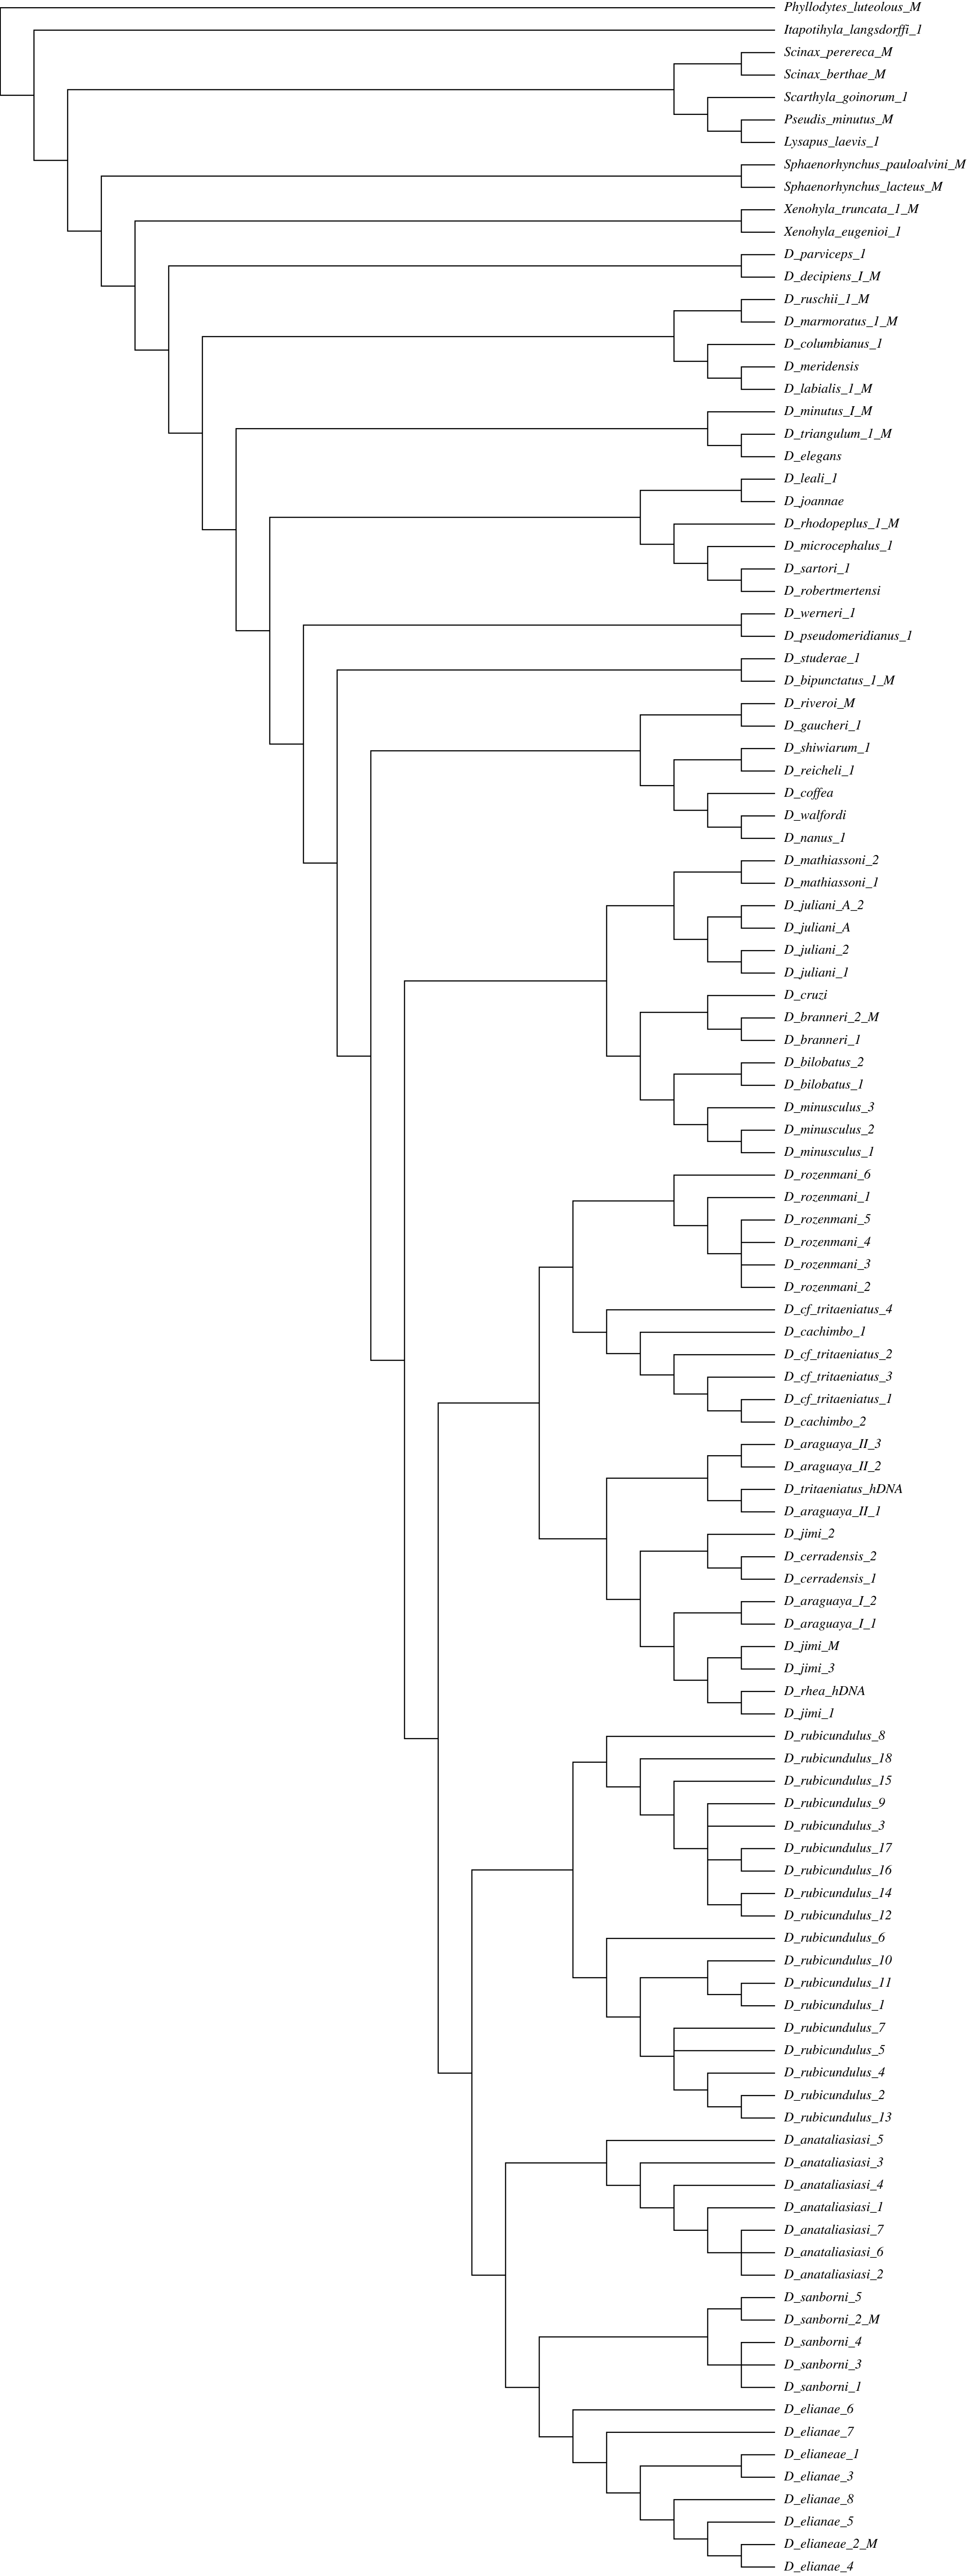 Phyllodytes_luteolous_M
Itapotihyla_langsdorffi_1
Scinax_perereca_M
Scinax_berthae_M
Scarthyla_goinorum_1
Pseudis_minutus_M
Lysapus_laevis_1
Sphaenorhynchus_pauloalvini_M
Sphaenorhynchus_lacteus_M
Xenohyla_truncata_1_M
Xenohyla_eugenioi_1
D_parviceps_1
D_decipiens_I_M
D_ruschii_1_M
D_marmoratus_1_M
D_columbianus_1
D_meridensis
D_labialis_1_M
D_minutus_I_M
D_triangulum_1_M
D_elegans
D_leali_1
D_joannae
D_rhodopeplus_1_M
D_microcephalus_1
D_sartori_1
D_robertmertensi
D_werneri_1
D_pseudomeridianus_1
D_studerae_1
D_bipunctatus_1_M
D_riveroi_M
D_gaucheri_1
D_shiwiarum_1
D_reicheli_1
D_coffea
D_walfordi
D_nanus_1
D_mathiassoni_2
D_mathiassoni_1
D_juliani_A_2
D_juliani_A
D_juliani_2
D_juliani_1
D_cruzi
D_branneri_2_M
D_branneri_1
D_bilobatus_2
D_bilobatus_1
D_minusculus_3
D_minusculus_2
D_minusculus_1
D_rozenmani_6
D_rozenmani_1
D_rozenmani_5
D_rozenmani_4
D_rozenmani_3
D_rozenmani_2
D_cf_tritaeniatus_4
D_cachimbo_1
D_cf_tritaeniatus_2
D_cf_tritaeniatus_3
D_cf_tritaeniatus_1
D_cachimbo_2
D_araguaya_II_3
D_araguaya_II_2
D_tritaeniatus_hDNA
D_araguaya_II_1
D_jimi_2
D_cerradensis_2
D_cerradensis_1
D_araguaya_I_2
D_araguaya_I_1
D_jimi_M
D_jimi_3
D_rhea_hDNA
D_jimi_1
D_rubicundulus_8
D_rubicundulus_18
D_rubicundulus_15
D_rubicundulus_9
D_rubicundulus_3
D_rubicundulus_17
D_rubicundulus_16
D_rubicundulus_14
D_rubicundulus_12
D_rubicundulus_6
D_rubicundulus_10
D_rubicundulus_11
D_rubicundulus_1
D_rubicundulus_7
D_rubicundulus_5
D_rubicundulus_4
D_rubicundulus_2
D_rubicundulus_13
D_anataliasiasi_5
D_anataliasiasi_3
D_anataliasiasi_4
D_anataliasiasi_1
D_anataliasiasi_7
D_anataliasiasi_6
D_anataliasiasi_2
D_sanborni_5
D_sanborni_2_M
D_sanborni_4
D_sanborni_3
D_sanborni_1
D_elianae_6
D_elianae_7
D_elianeae_1
D_elianae_3
D_elianae_8
D_elianae_5
D_elianeae_2_M
D_elianae_4